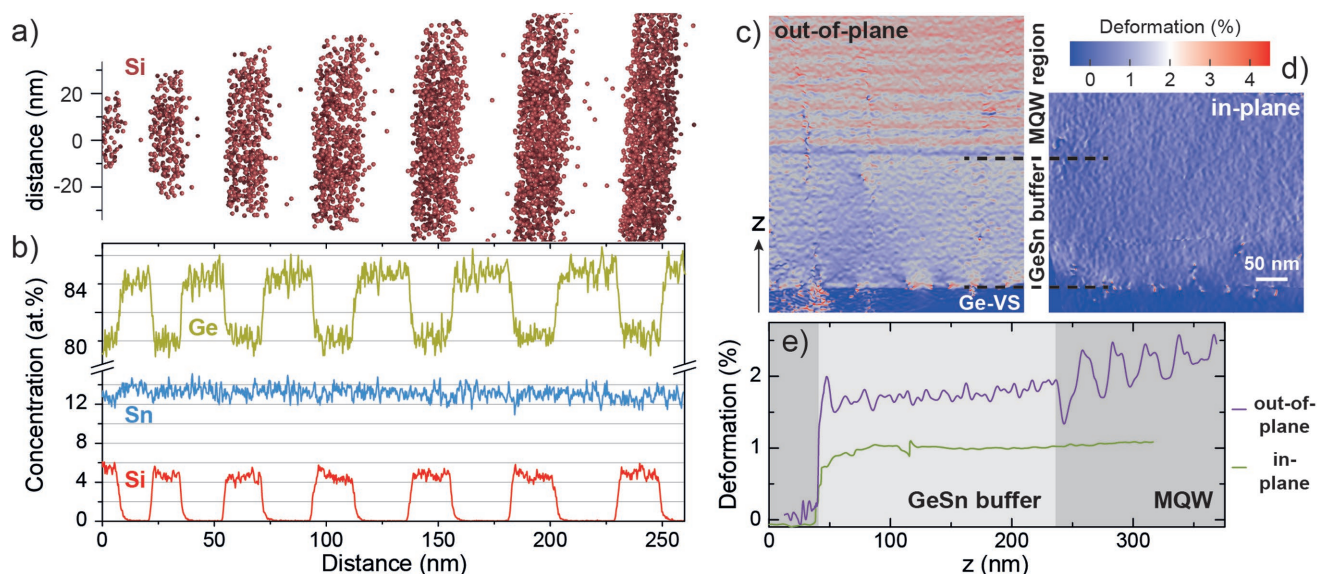 a)
Si
distance (nm)
20
0
-20
b)
Concentration (at.%)
84
80
12
8
4
0
Ge
Sn
Si
0
50
100
150
200
250
Distance (nm)
c)
out-of-plane
MQW region
GeSn buffer
z
Ge-VS
Deformation (%)
0
1
2
3
4
d)
in-plane
50 nm
e)
Deformation (%)
2
1
0
GeSn buffer
MQW
0
100
200
300
z (nm)
out-of-
plane
in-
plane